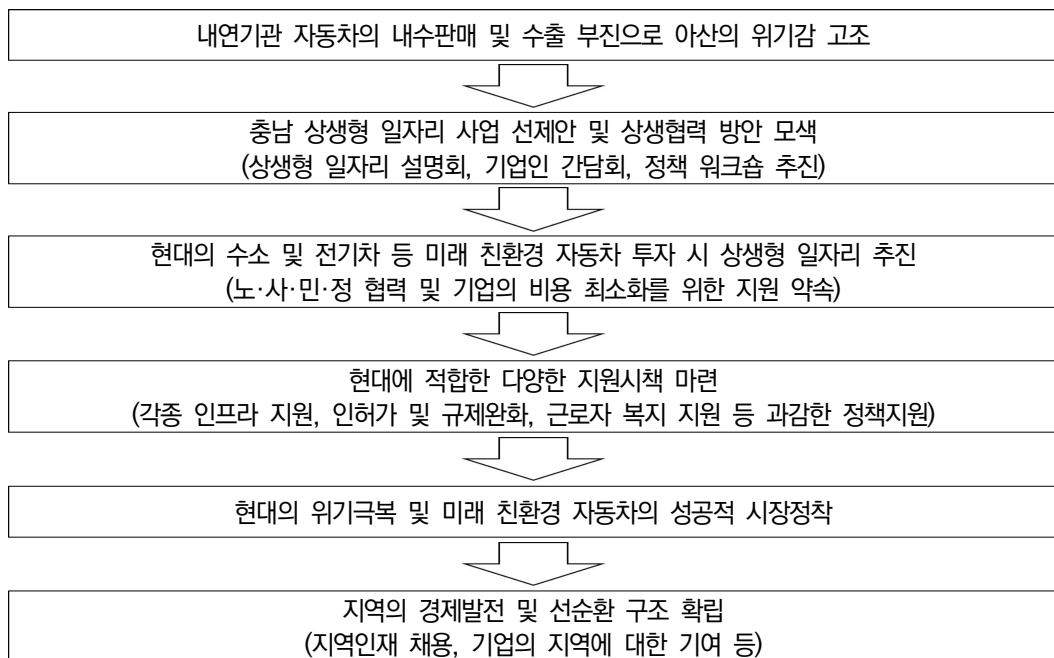 내연기관 자동차의 내수판매 및 수출 부진으로 아산의 위기감 고조
충남 상생형 일자리 사업 선제안 및 상생협력 방안 모색
(상생형 일자리 설명회, 기업인 간담회, 정책 워크숍 추진)
현대의 수소 및 전기차 등 미래 친환경 자동차 투자 시 상생형 일자리 추진
(노·사·민·정 협력 및 기업의 비용 최소화를 위한 지원 약속)
현대에 적합한 다양한 지원시책 마련
(각종 인프라 지원, 인허가 및 규제완화, 근로자 복지 지원 등 과감한 정책지원)
현대의 위기극복 및 미래 친환경 자동차의 성공적 시장정착
지역의 경제발전 및 선순환 구조 확립
(지역인재 채용, 기업의 지역에 대한 기여 등)